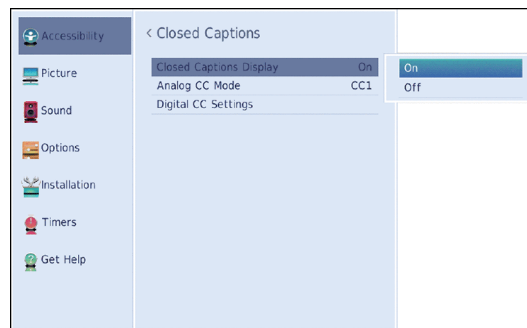 Accessibility
Picture
Sound
Options
Installation
Timers
Get Help
< Closed Captions
Closed Captions Display On
Analog CC Mode CC1
Digital CC Settings
On
Off